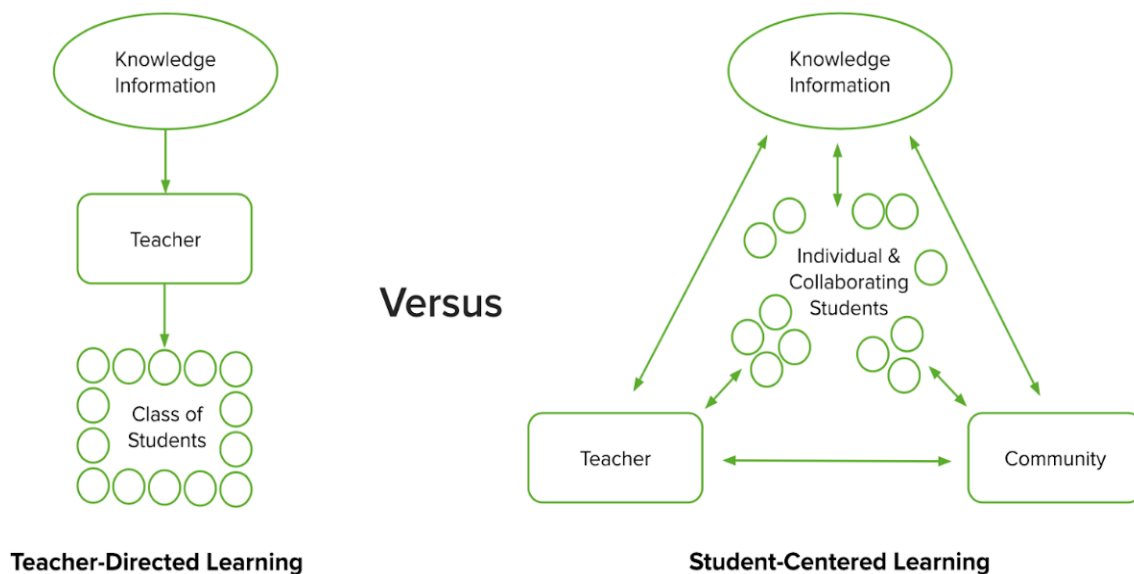 Knowledge
Information
Teacher
Class of
Students
Teacher-Directed Learning
Versus
Knowledge
Information
Individual &
Collaborating
Students
Teacher
Community
Student-Centered Learning